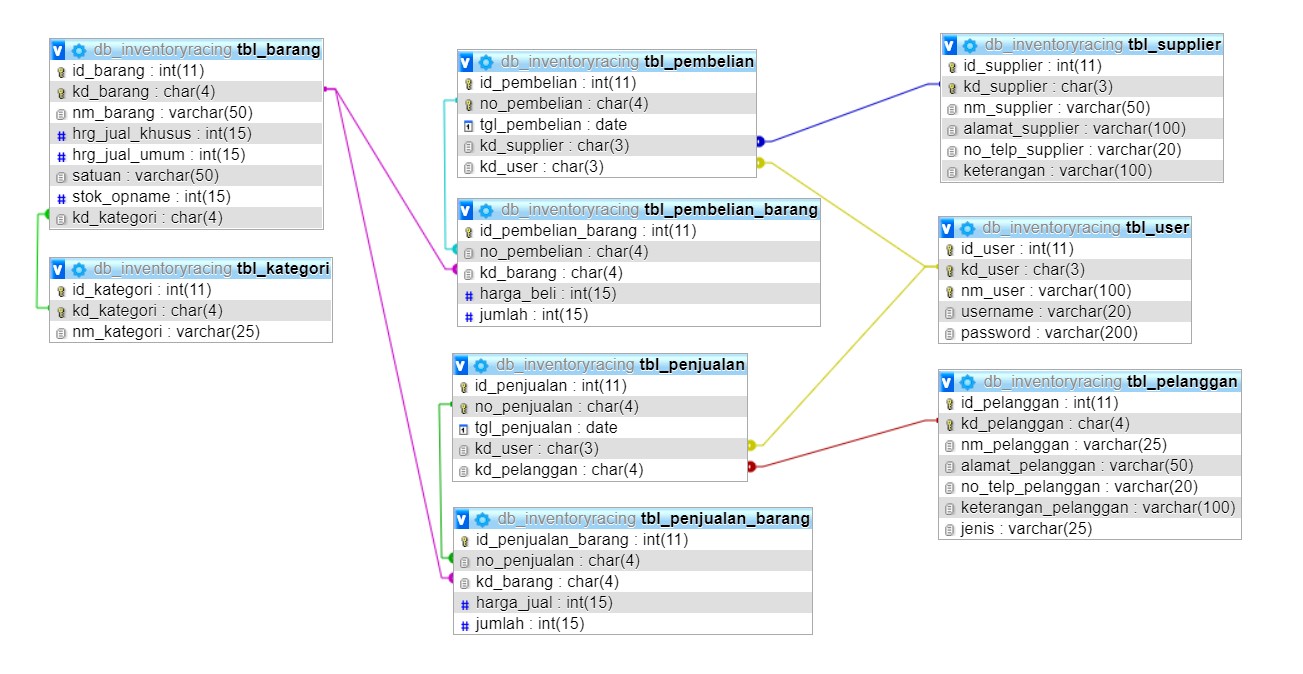 db_inventoryracing tbl_barang
id_barang : int(11)
kd_barang : char(4)
nm_barang : varchar(50)
hrg_jual_khusus : int(15)
hrg_jual_umum : int(15)
satuan : varchar(50)
stok_opname : int(15)
kd_kategori : char(4)
db_inventoryracing tbl_kategori
id_kategori : int(11)
kd_kategori : char(4)
nm_kategori : varchar(25)
db_inventoryracing tbl_pembelian
id_pembelian : int(11)
no_pembelian : char(4)
tgl_pembelian : date
kd_supplier : char(3)
kd_user : char(3)
db_inventoryracing tbl_pembelian_barang
id_pembelian_barang : int(11)
no_pembelian : char(4)
kd_barang : char(4)
harga_beli : int(15)
jumlah : int(15)
db_inventoryracing tbl_penjualan
id_penjualan : int(11)
no_penjualan : char(4)
tgl_penjualan : date
kd_user : char(3)
kd_pelanggan : char(4)
db_inventoryracing tbl_penjualan_barang
id_penjualan_barang : int(11)
no_penjualan : char(4)
kd_barang : char(4)
harga_jual : int(15)
jumlah : int(15)
db_inventoryracing tbl_supplier
id_supplier : int(11)
kd_supplier : char(3)
nm_supplier : varchar(50)
alamat_supplier : varchar(100)
no_telp_supplier : varchar(20)
keterangan : varchar(100)
db_inventoryracing tbl_user
id_user : int(11)
kd_user : char(3)
nm_user : varchar(100)
username : varchar(20)
password : varchar(200)
db_inventoryracing tbl_pelanggan
id_pelanggan : int(11)
kd_pelanggan : char(4)
nm_pelanggan : varchar(25)
alamat_pelanggan : varchar(50)
no_telp_pelanggan : varchar(20)
keterangan_pelanggan : varchar(100)
jenis : varchar(25)